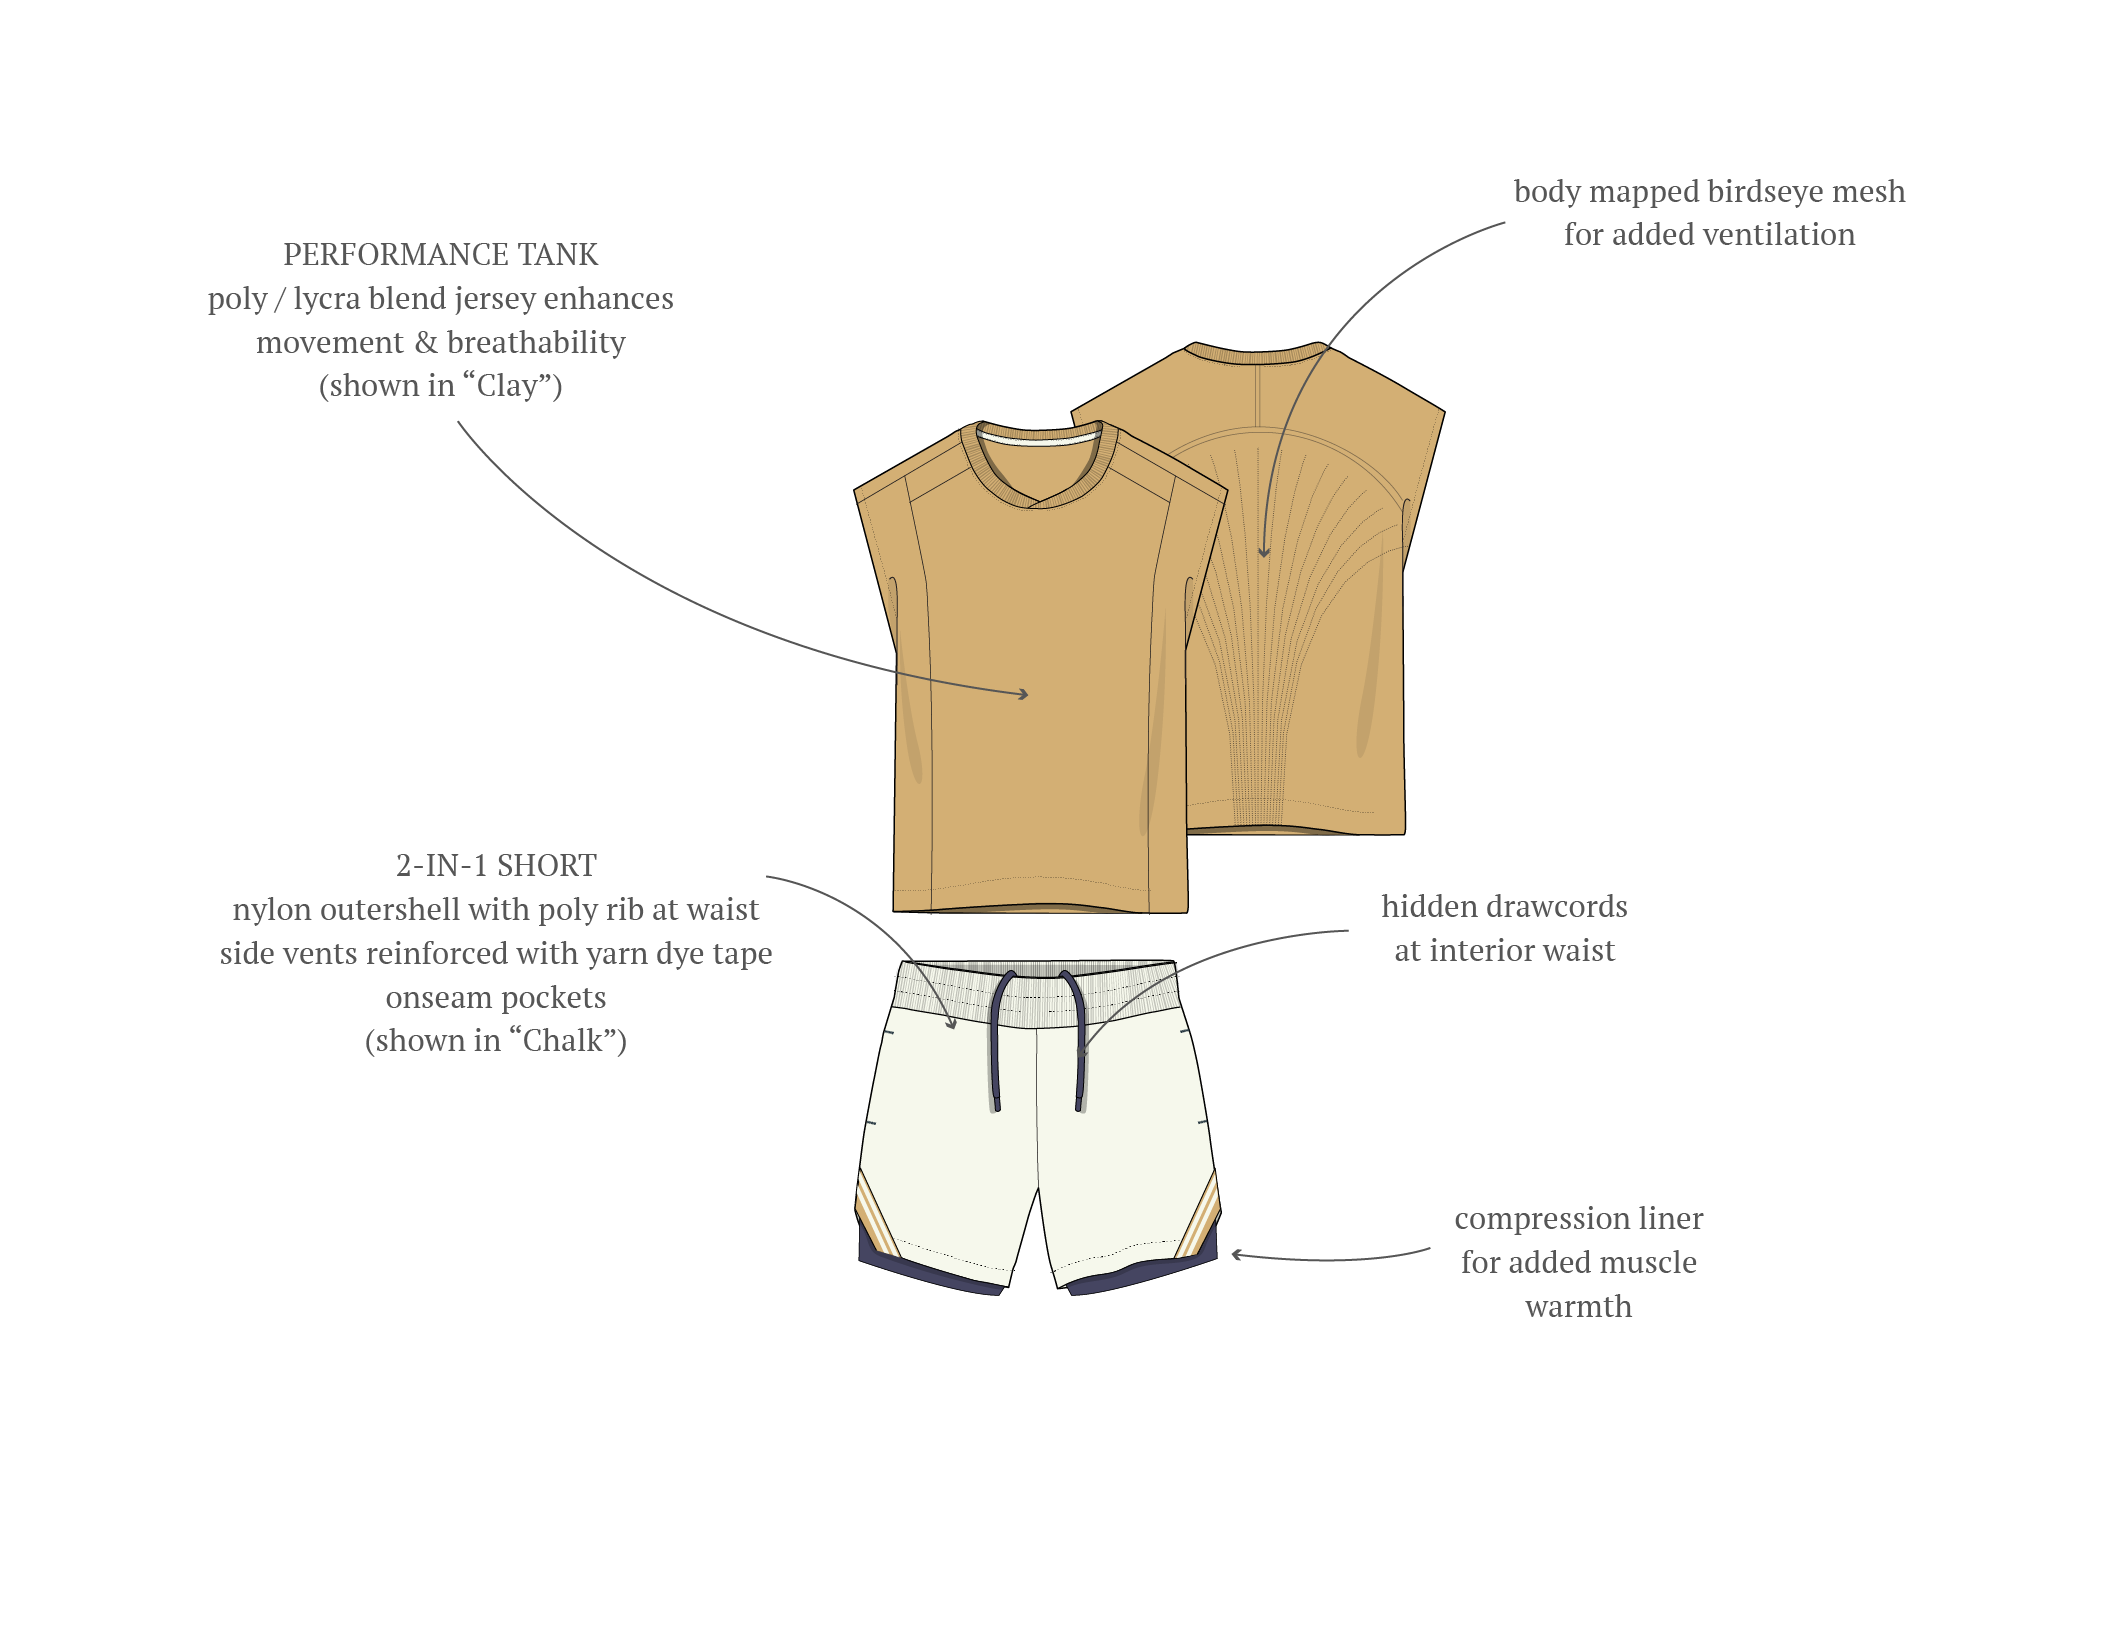 body mapped birdseye mesh
for added ventilation
PERFORMANCE TANK
poly / lycra blend jersey enhances
movement & breathability
(shown in “Clay”)
2-IN-1 SHORT
nylon outershell with poly rib at waist
side vents reinforced with yarn dye tape
onseam pockets
(shown in “Chalk”)
hidden drawcords
at interior waist
compression liner
for added muscle
warmth